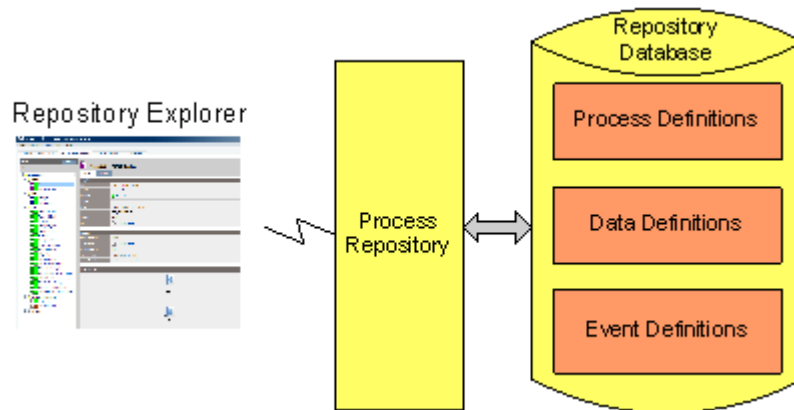 Repository Explorer
Process
Repository
Repository
Database
Process Definitions
Data Definitions
Event Definitions